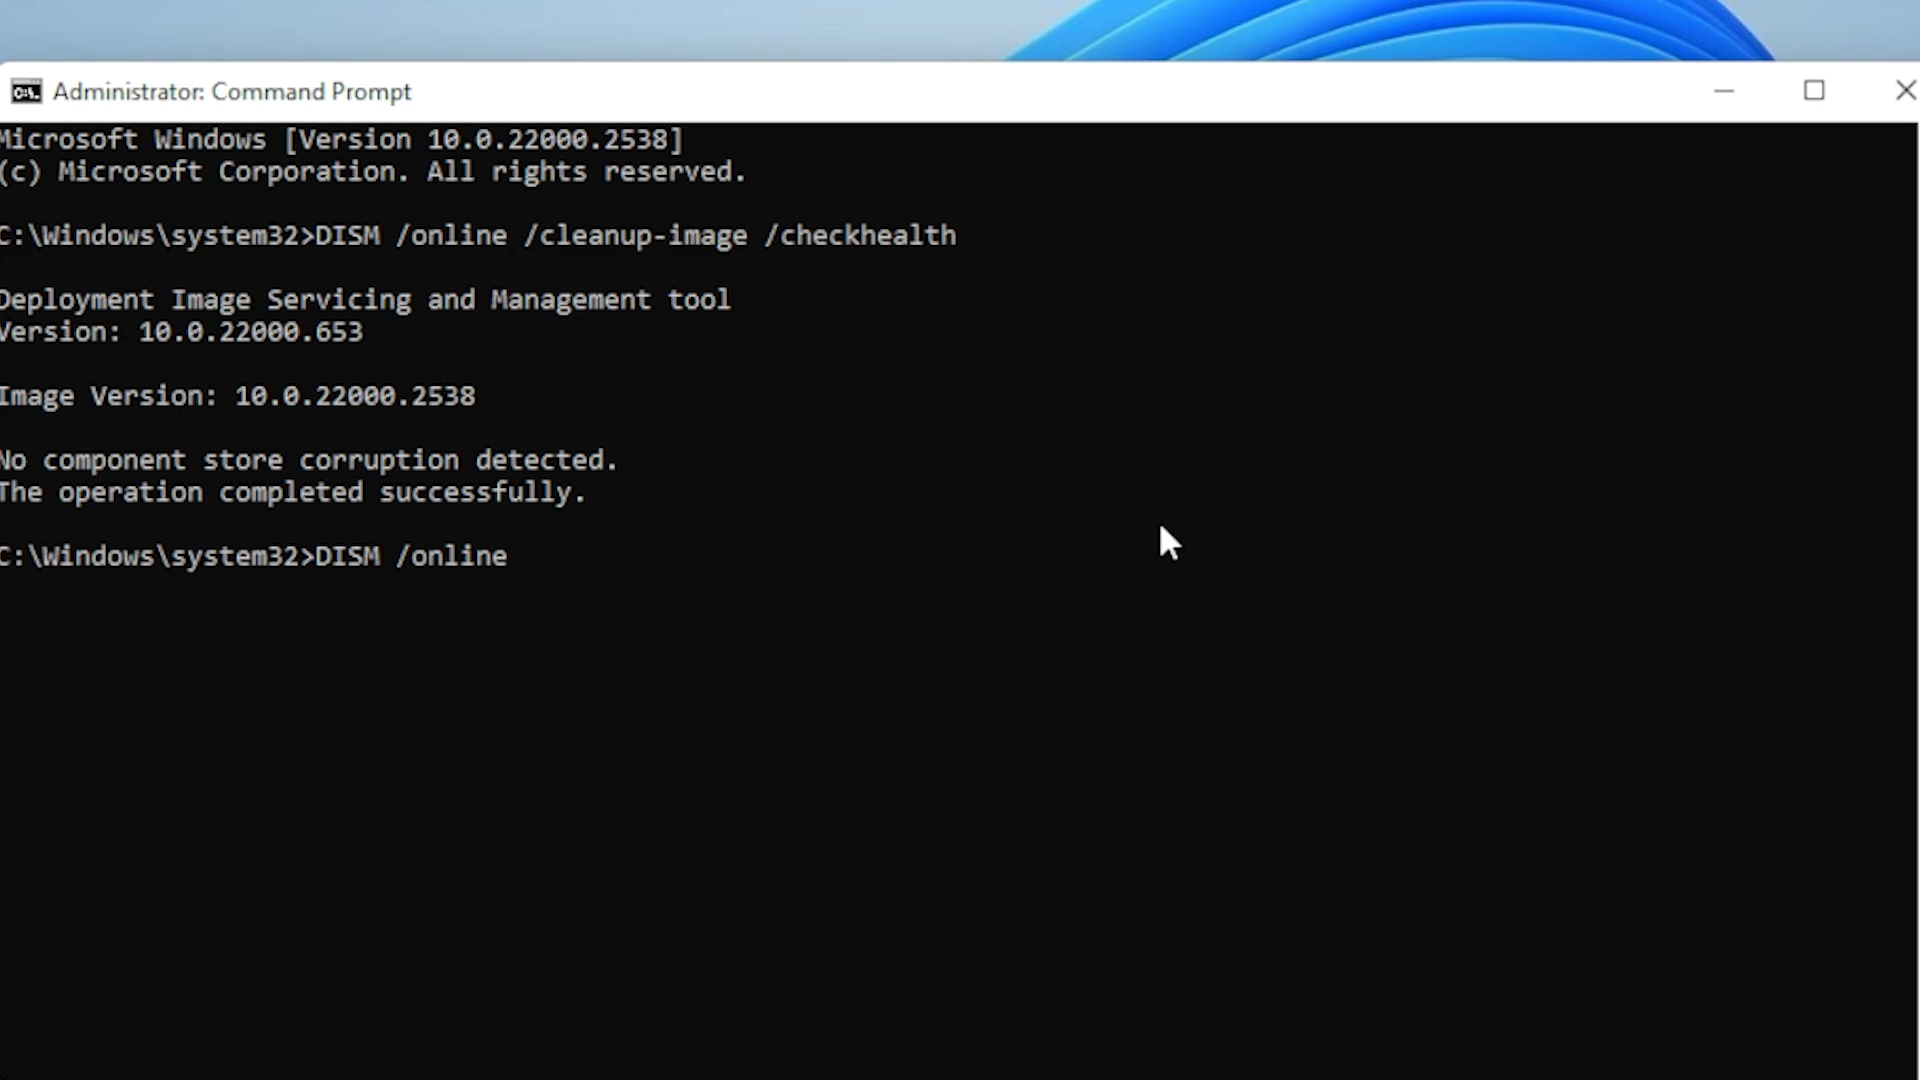 Administrator: Command Prompt
Microsoft Windows [Version 10.0.22000.2538]
(c) Microsoft Corporation. All rights reserved.
C:\Windows\system32>DISM /online /cleanup-image /checkhealth
Deployment Image Servicing and Management tool
Version: 10.0.22000.653
Image Version: 10.0.22000.2538
No component store corruption detected.
The operation completed successfully.
C:\Windows\system32>DISM /online